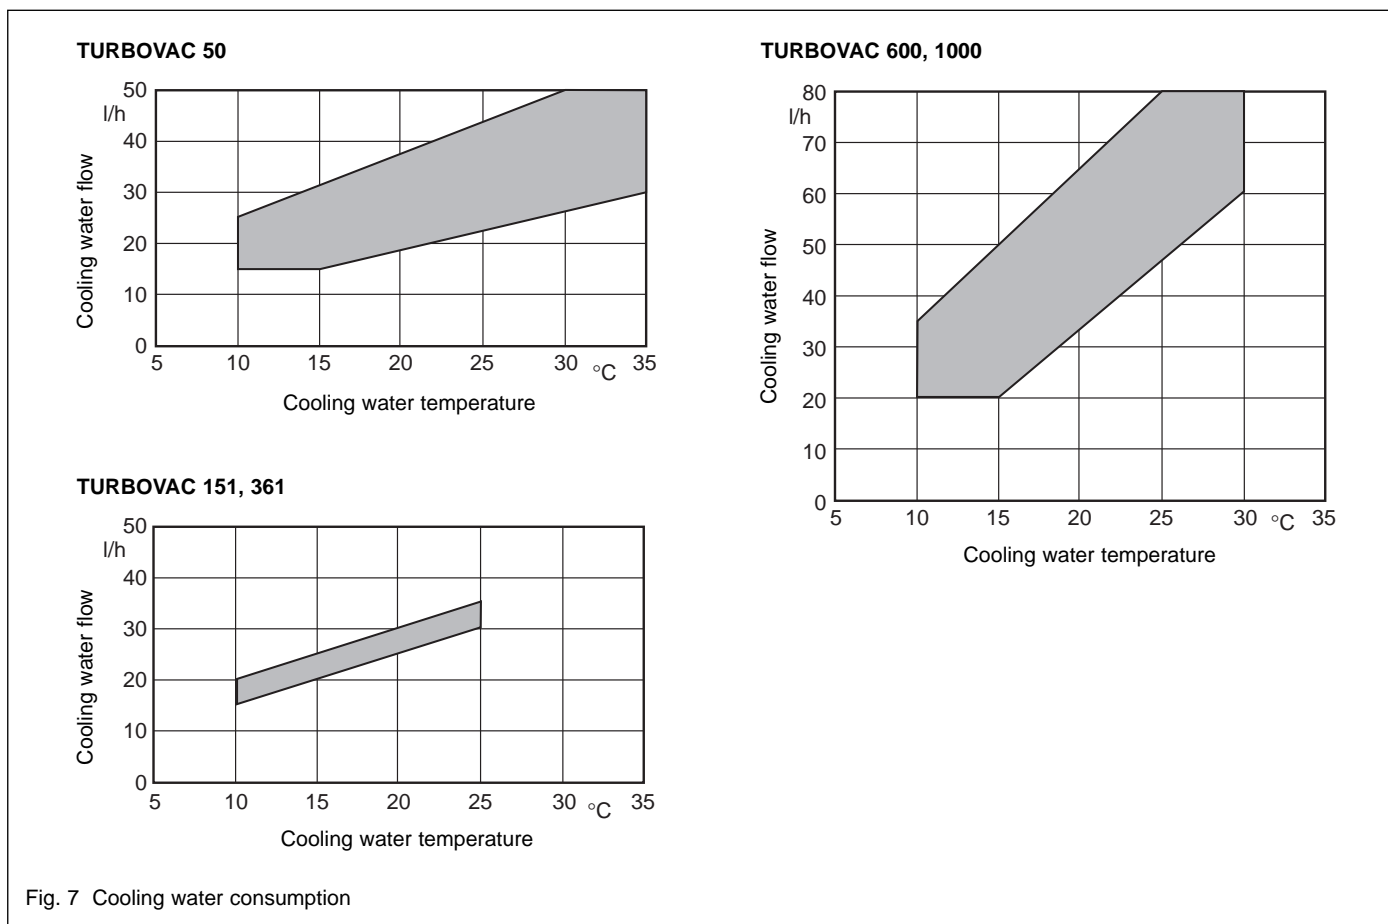 TURBOVAC 50
50
l/h
40
30
20
10
0
Cooling water flow
5 10 15 20 25 30 °C 35
Cooling water temperature
TURBOVAC 151, 361
50
l/h
40
30
20
10
0
Cooling water flow
5 10 15 20 25 30 °C 35
Cooling water temperature
TURBOVAC 600, 1000
80
l/h
70
60
50
40
30
20
10
0
Cooling water flow
5 10 15 20 25 30 °C 35
Cooling water temperature
Fig. 7 Cooling water consumption